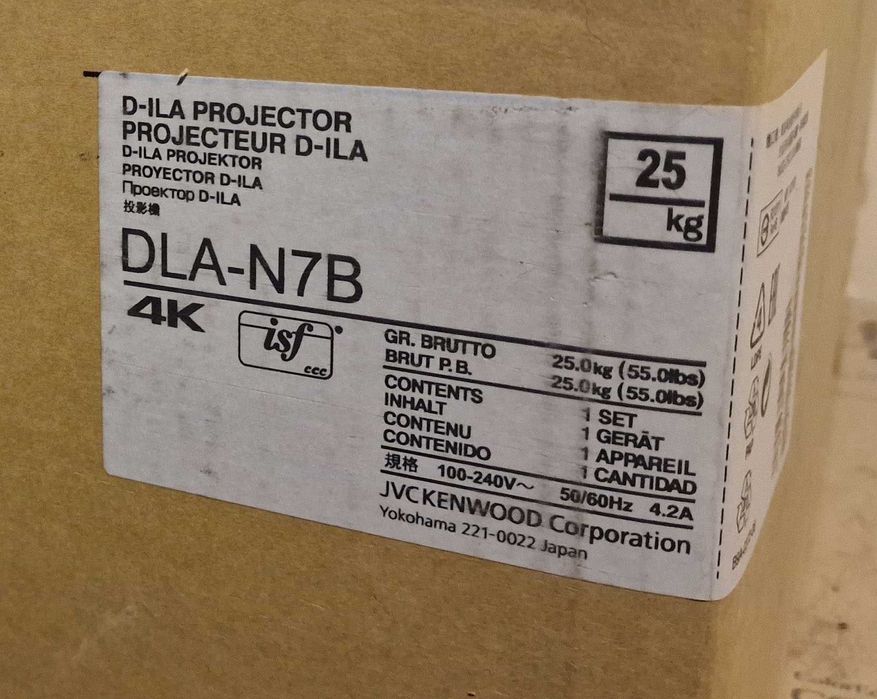 D-ILA PROJECTOR
PROJECTEUR D-ILA
D-ILA PROJEKTOR
PROYECTOR D-ILA
Проектор D-ILA
投影機
25
kg
DLA-N7B
4K
isf
ccc
GR. BRUTTO 25.0kg (55.0lbs)
BRUT P.B. 25.0kg (55.0lbs)
CONTENTS 1 SET
INHALT 1 GERÄT
CONTENU 1 APPAREIL
CONTENIDO 1 CANTIDAD
規格 100-240V～ 50/60Hz 4.2A
JVCKENWOOD Corporation
Yokohama 221-0022 Japan
EAC